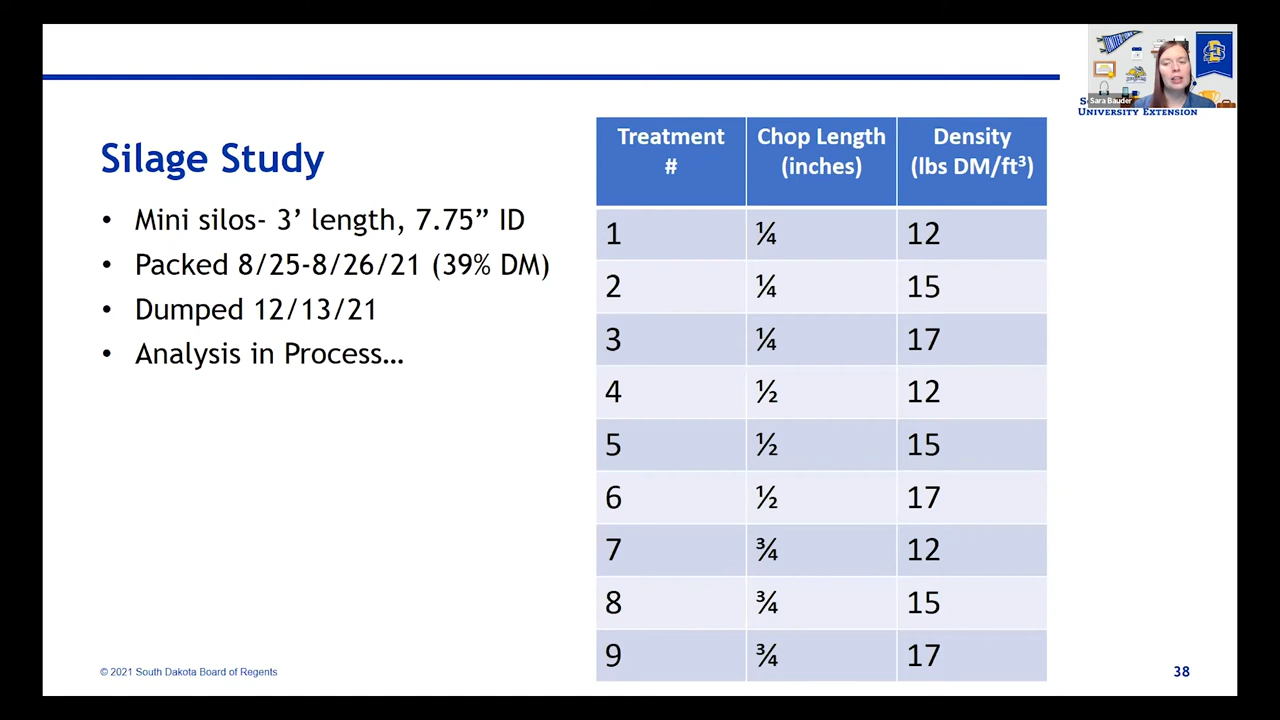 Sara Bauder
UNIVERSITY EXTENSION
Silage Study
• Mini silos- 3’ length, 7.75” ID
• Packed 8/25-8/26/21 (39% DM)
• Dumped 12/13/21
• Analysis in Process…
Treatment # Chop Length (inches) Density (lbs DM/ft³)
1 ¼ 12
2 ¼ 15
3 ¼ 17
4 ½ 12
5 ½ 15
6 ½ 17
7 ¾ 12
8 ¾ 15
9 ¾ 17
© 2021 South Dakota Board of Regents
38